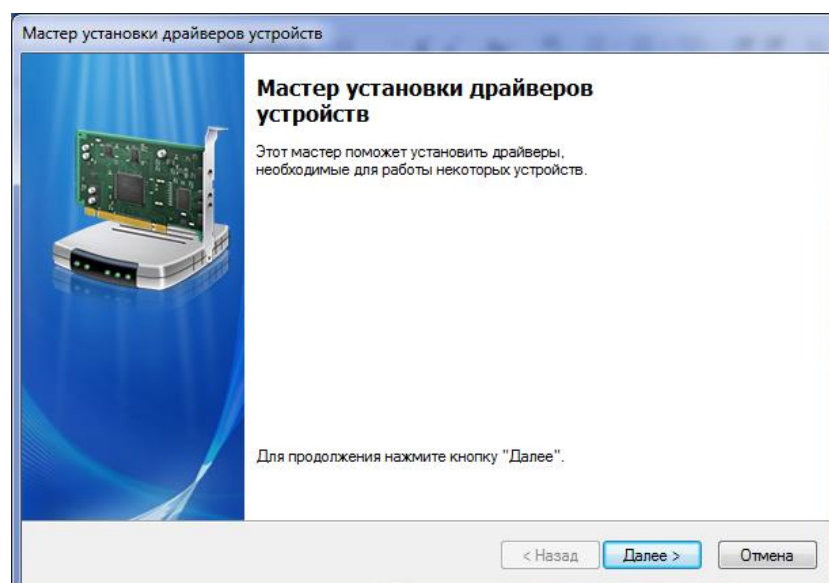 Мастер установки драйверов устройств
Мастер установки драйверов
устройств
Этот мастер поможет установить драйверы,
необходимые для работы некоторых устройств.
Для продолжения нажмите кнопку "Далее".
< Назад
Далее >
Отмена